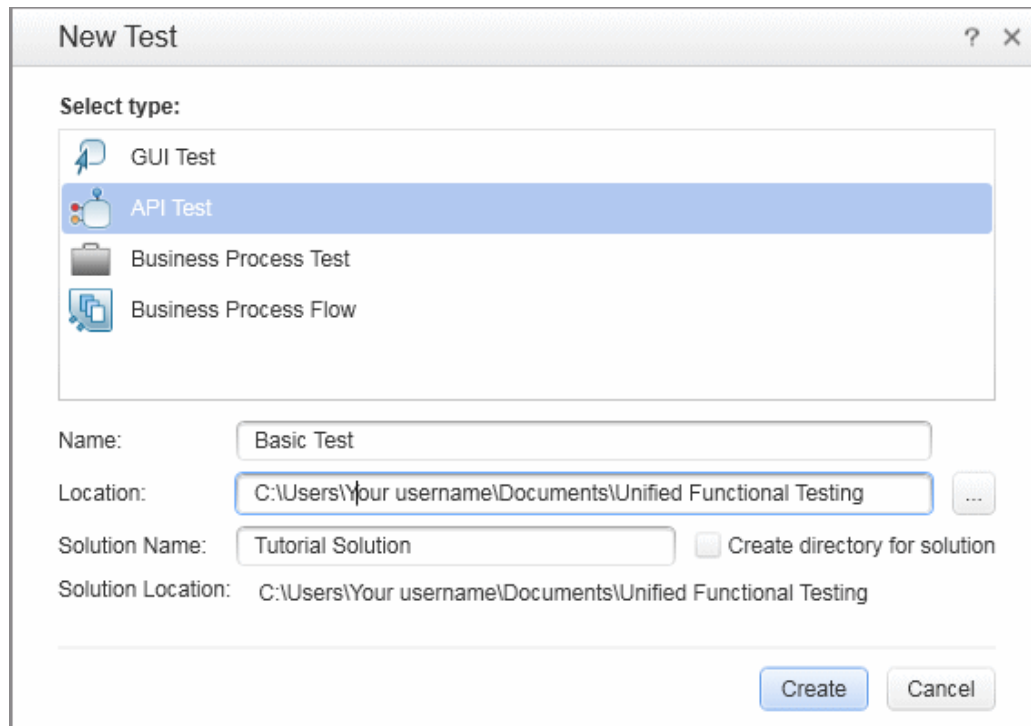 New Test ? ×
Select type:
GUI Test
API Test
Business Process Test
Business Process Flow
Name: Basic Test
Location: C:\Users\Your username\Documents\Unified Functional Testing ...
Solution Name: Tutorial Solution Create directory for solution
Solution Location: C:\Users\Your username\Documents\Unified Functional Testing
Create Cancel